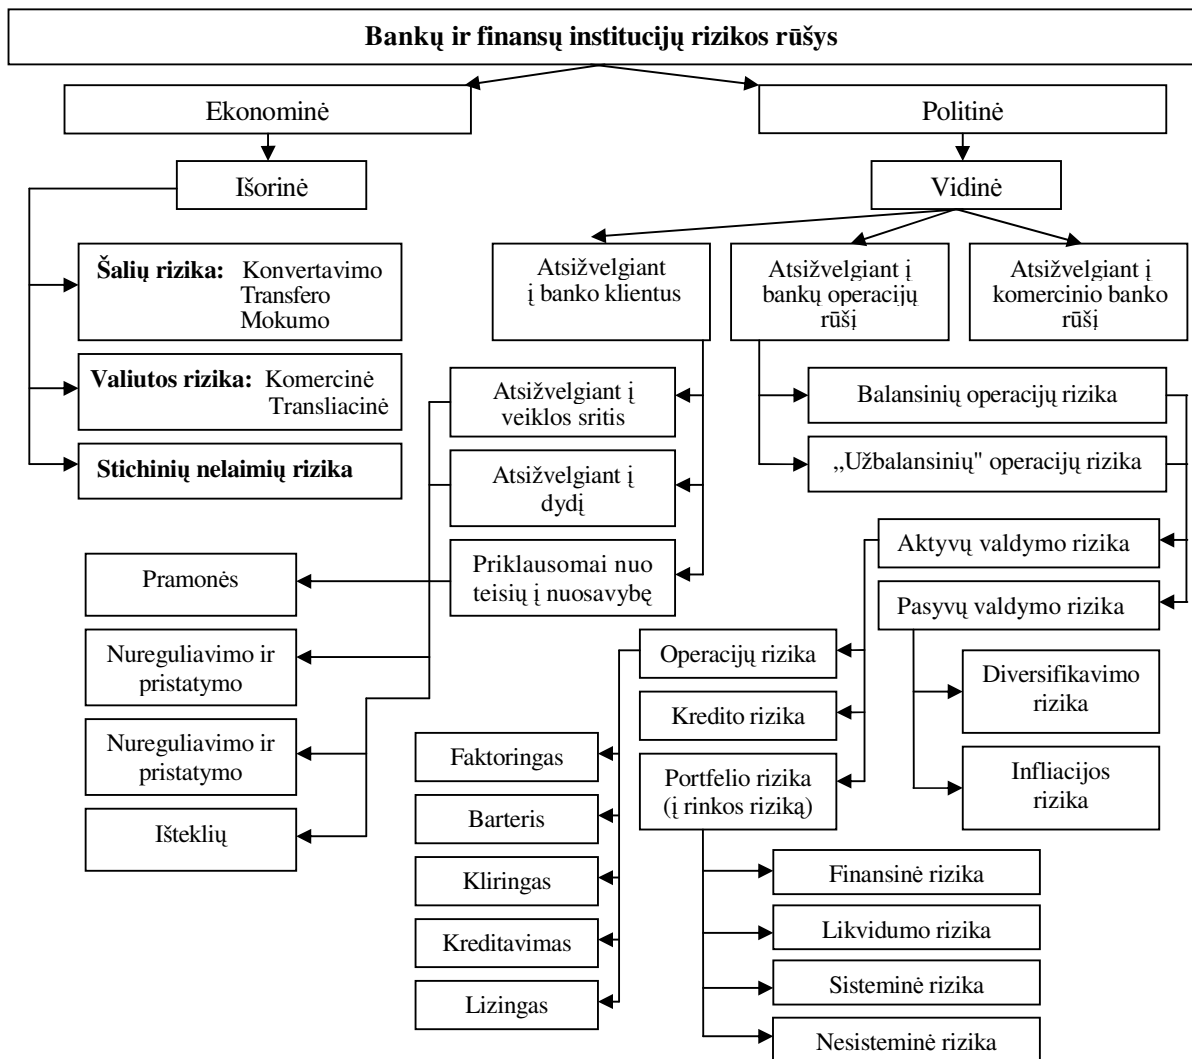 Bankų ir finansų institucijų rizikos rūšys
Ekonominė
Politinė
Išorinė
Vidinė
Šalių rizika: Konvertavimo
Transfero
Mokumo
Valiutos rizika: Komercinė
Transliacinė
Stichinių nelaimių rizika
Atsižvelgiant
į banko klientus
Atsižvelgiant į
bankų operacijų
rūšį
Atsižvelgiant į
komercinio banko
rūšį
Atsižvelgiant į
veiklos sritis
Atsižvelgiant į
dydį
Priklausomai nuo
teisių į nuosavybę
Balansinių operacijų rizika
„Užbalansinių" operacijų rizika
Aktyvų valdymo rizika
Pasyvų valdymo rizika
Diversifikavimo
rizika
Infliacijos
rizika
Pramonės
Nureguliavimo ir
pristatymo
Nureguliavimo ir
pristatymo
Išteklių
Operacijų rizika
Kredito rizika
Portfelio rizika
(į rinkos riziką)
Faktoringas
Barteris
Kliringas
Kreditavimas
Lizingas
Finansinė rizika
Likvidumo rizika
Sisteminė rizika
Nesisteminė rizika